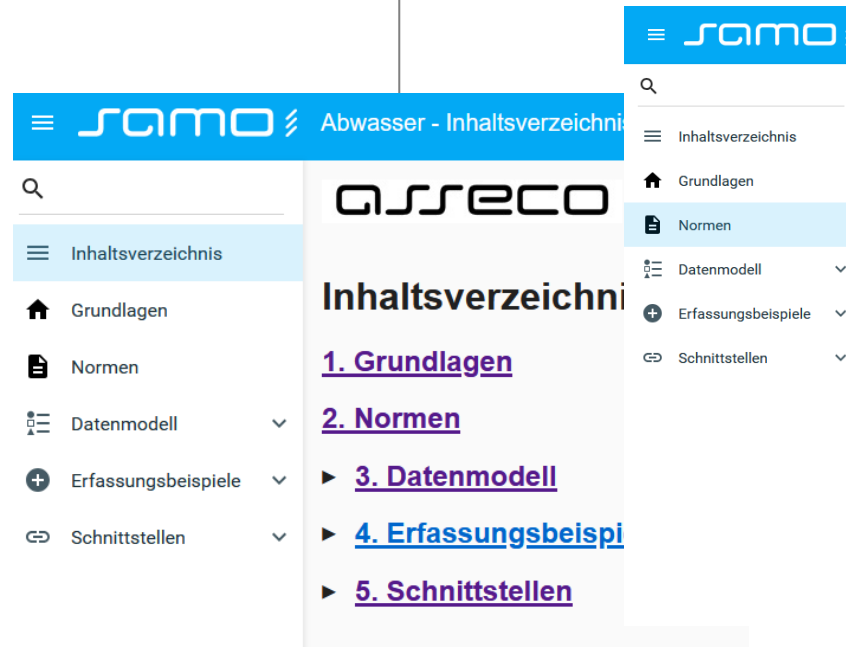 samo
Abwasser - Inhaltsverzeichnis
Inhaltsverzeichnis
Grundlagen
Normen
Datenmodell
Erfassungsbeispiele
Schnittstellen
asseco
Inhaltsverzeichni
1. Grundlagen
2. Normen
3. Datenmodell
4. Erfassungsbeispi
5. Schnittstellen
samo
Inhaltsverzeichnis
Grundlagen
Normen
Datenmodell
Erfassungsbeispiele
Schnittstellen